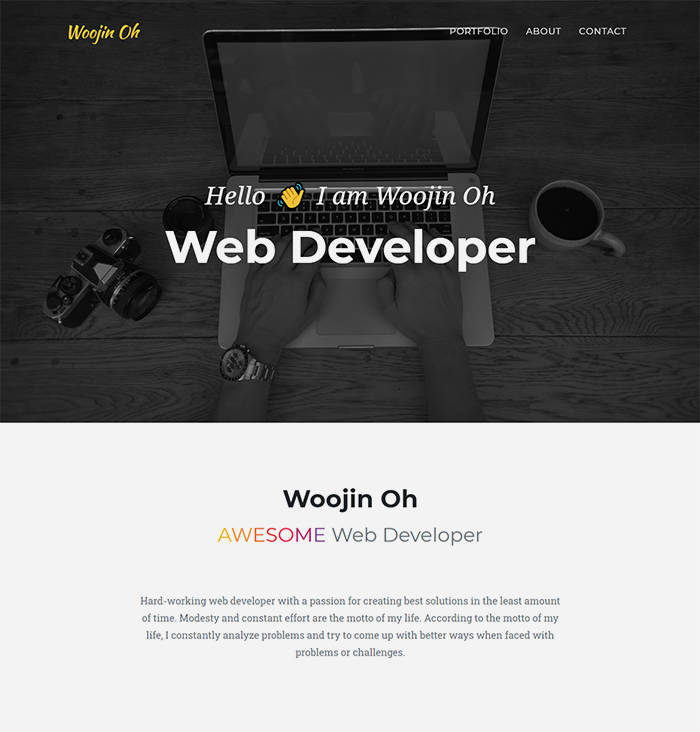 Woojin Oh
PORTFOLIO ABOUT CONTACT
Hello 👋 I am Woojin Oh
Web Developer
Woojin Oh
AWESOME Web Developer
Hard-working web developer with a passion for creating best solutions in the least amount
of time. Modesty and constant effort are the motto of my life. According to the motto of my
life, I constantly analyze problems and try to come up with better ways when faced with
problems or challenges.